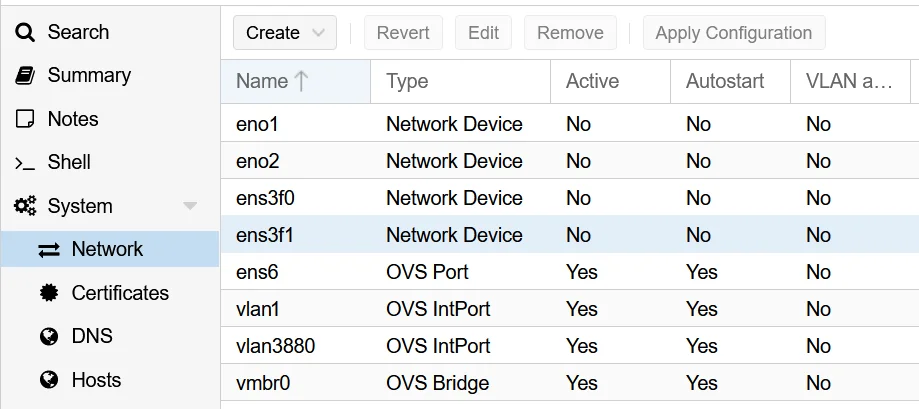 Search
Summary
Notes
Shell
System
Network
Certificates
DNS
Hosts
Create Revert Edit Remove Apply Configuration
Name Type Active Autostart VLAN a…
eno1 Network Device No No No
eno2 Network Device No No No
ens3f0 Network Device No No No
ens3f1 Network Device No No No
ens6 OVS Port Yes Yes No
vlan1 OVS IntPort Yes Yes No
vlan3880 OVS IntPort Yes Yes No
vmbr0 OVS Bridge Yes Yes No